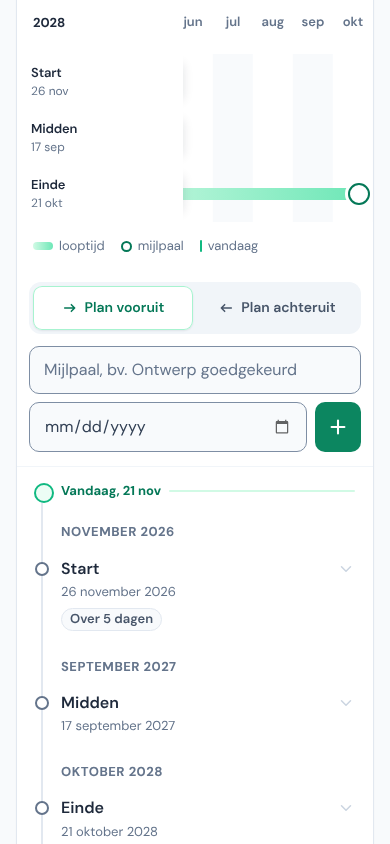 2028 jun jul aug sep okt
Start
26 nov
Midden
17 sep
Einde
21 okt
looptijd mijlpaal vandaag
→ Plan vooruit ← Plan achteruit
Mijlpaal, bv. Ontwerp goedgekeurd
mm/dd/yyyy
+
Vandaag, 21 nov
NOVEMBER 2026
Start
26 november 2026
Over 5 dagen
SEPTEMBER 2027
Midden
17 september 2027
OKTOBER 2028
Einde
21 oktober 2028